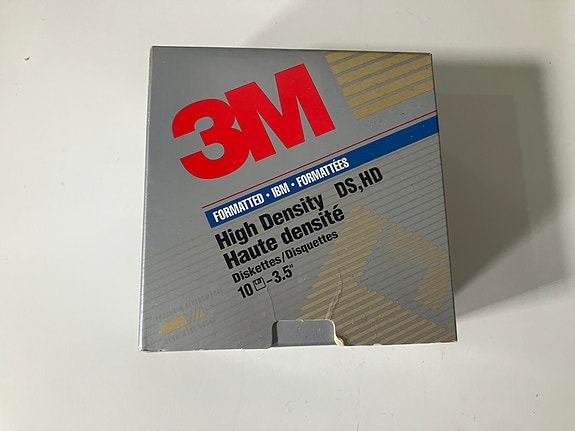 3M
FORMATTED • IBM • FORMATTÉES
High Density DS,HD
Haute densité
Diskettes/Disquettes
10 -3.5"